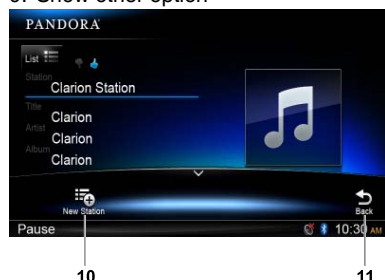 9. Show other option
PANDORA
List
Station
Clarion Station
Title
Clarion
Artist
Clarion
Album
Clarion
New Station
Back
Pause
10:30 AM
10
11